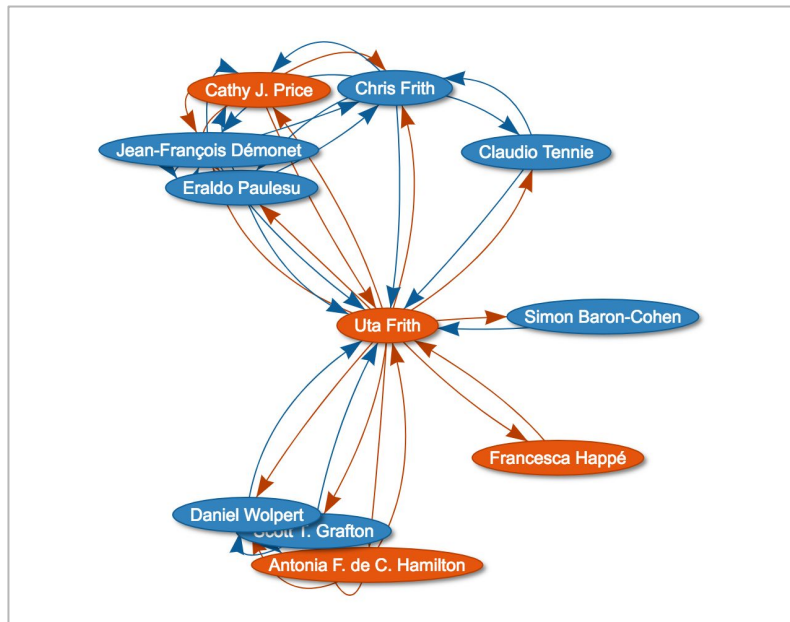 Cathy J. Price
Chris Frith
Jean-François Démonet
Claudio Tennie
Eraldo Paulesu
Uta Frith
Simon Baron-Cohen
Francesca Happé
Daniel Wolpert
Scott T. Grafton
Antonia F. de C. Hamilton